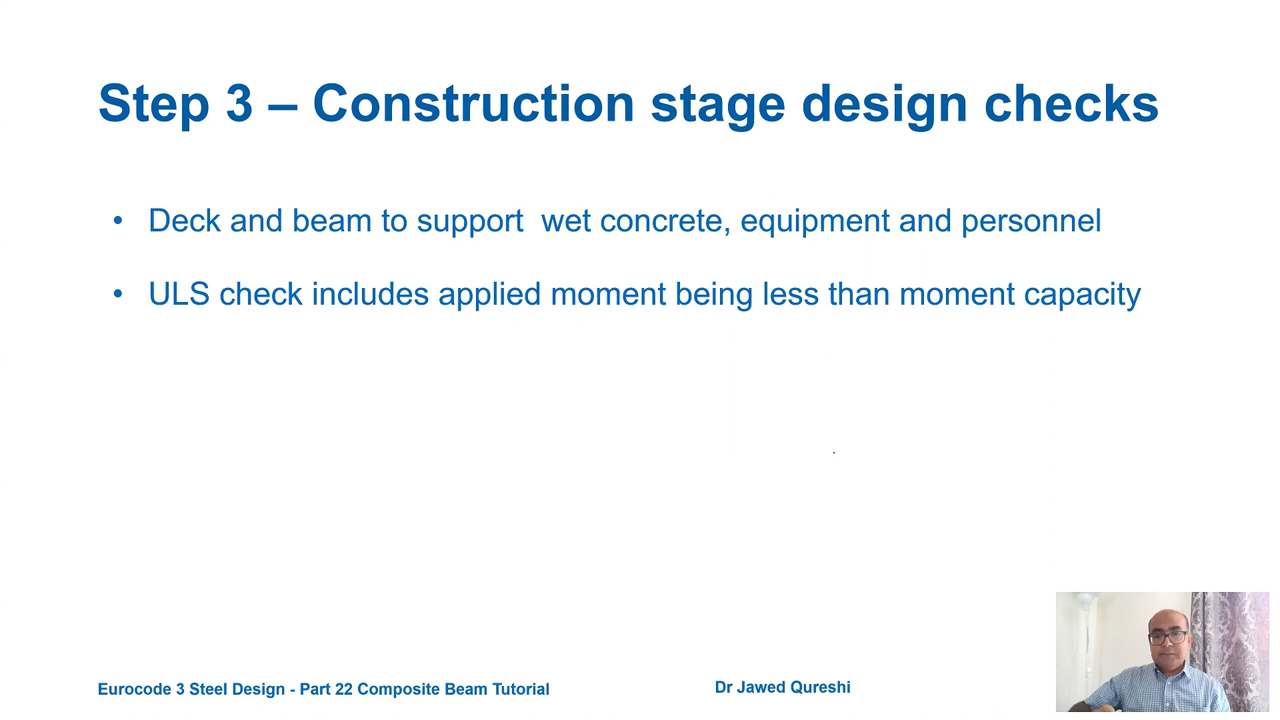 Step 3 – Construction stage design checks
• Deck and beam to support  wet concrete, equipment and personnel
• ULS check includes applied moment being less than moment capacity
Eurocode 3 Steel Design - Part 22 Composite Beam Tutorial
Dr Jawed Qureshi